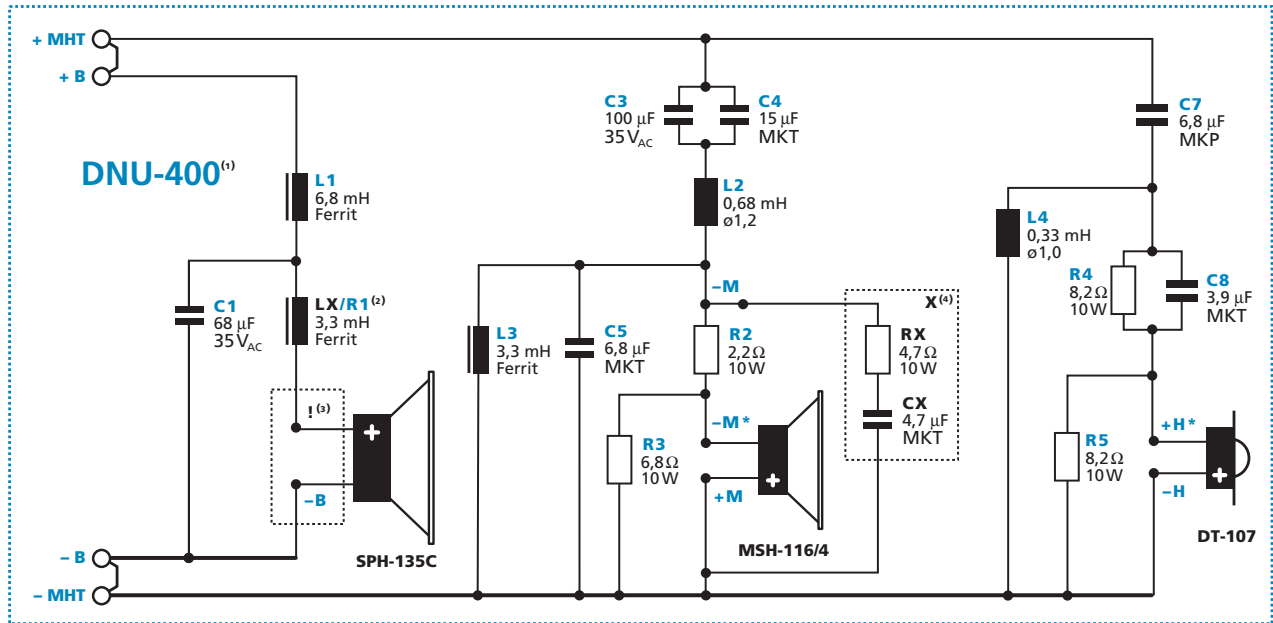 + MHT
+ B
DNU-400(1)
L1
6,8 mH
Ferrit
C1
68 µF
35 VAC
LX/R1(2)
3,3 mH
Ferrit
!(3)
+
–B
SPH-135C
– B
– MHT
C3
100 µF
35 VAC
C4
15 µF
MKT
L2
0,68 mH
ø1,2
L3
3,3 mH
Ferrit
C5
6,8 µF
MKT
–M
R2
2,2 Ω
10 W
R3
6,8 Ω
10 W
–M*
+M
+
MSH-116/4
X(4)
RX
4,7 Ω
10 W
CX
4,7 µF
MKT
C7
6,8 µF
MKP
L4
0,33 mH
ø1,0
R4
8,2 Ω
10 W
C8
3,9 µF
MKT
R5
8,2 Ω
10 W
+H*
–H
+
DT-107